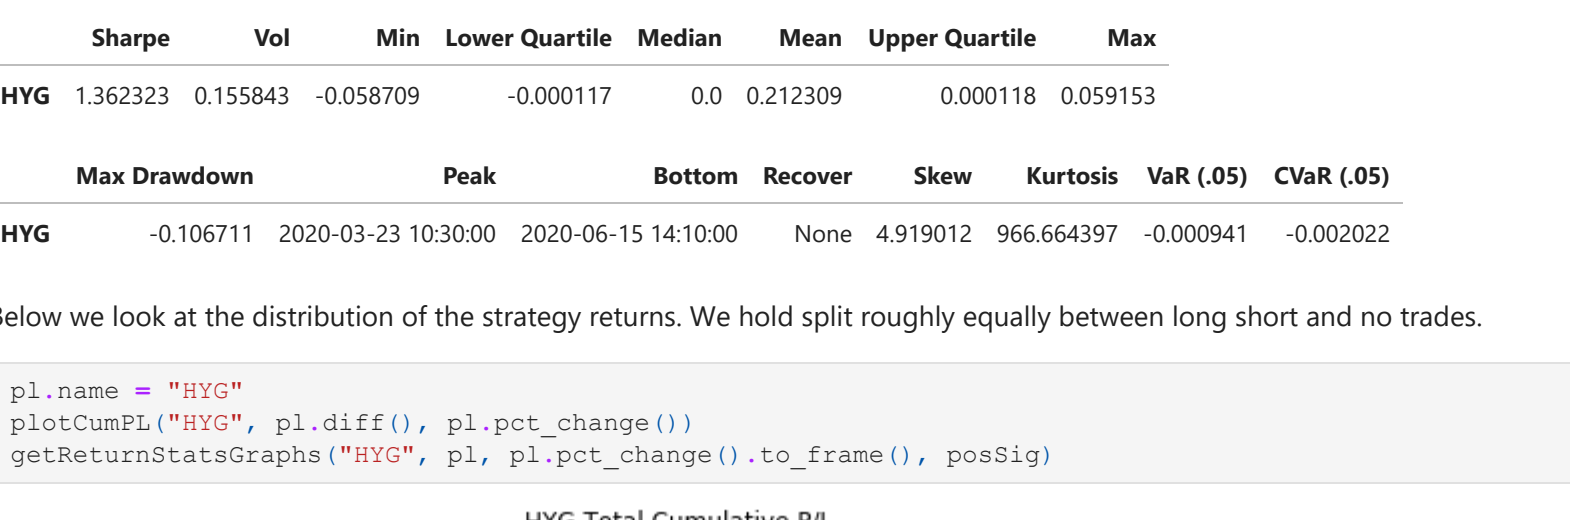 Sharpe Vol Min Lower Quartile Median Mean Upper Quartile Max
HYG 1.362323 0.155843 -0.058709 -0.000117 0.0 0.212309 0.000118 0.059153
Max Drawdown Peak Bottom Recover Skew Kurtosis VaR (.05) CVaR (.05)
HYG -0.106711 2020-03-23 10:30:00 2020-06-15 14:10:00 None 4.919012 966.664397 -0.000941 -0.002022
Below we look at the distribution of the strategy returns. We hold split roughly equally between long short and no trades.
pl.name = "HYG"
plotCumPL("HYG", pl.diff(), pl.pct_change())
getReturnStatsGraphs("HYG", pl, pl.pct_change().to_frame(), posSig)
HYG Total Cumulative P/L